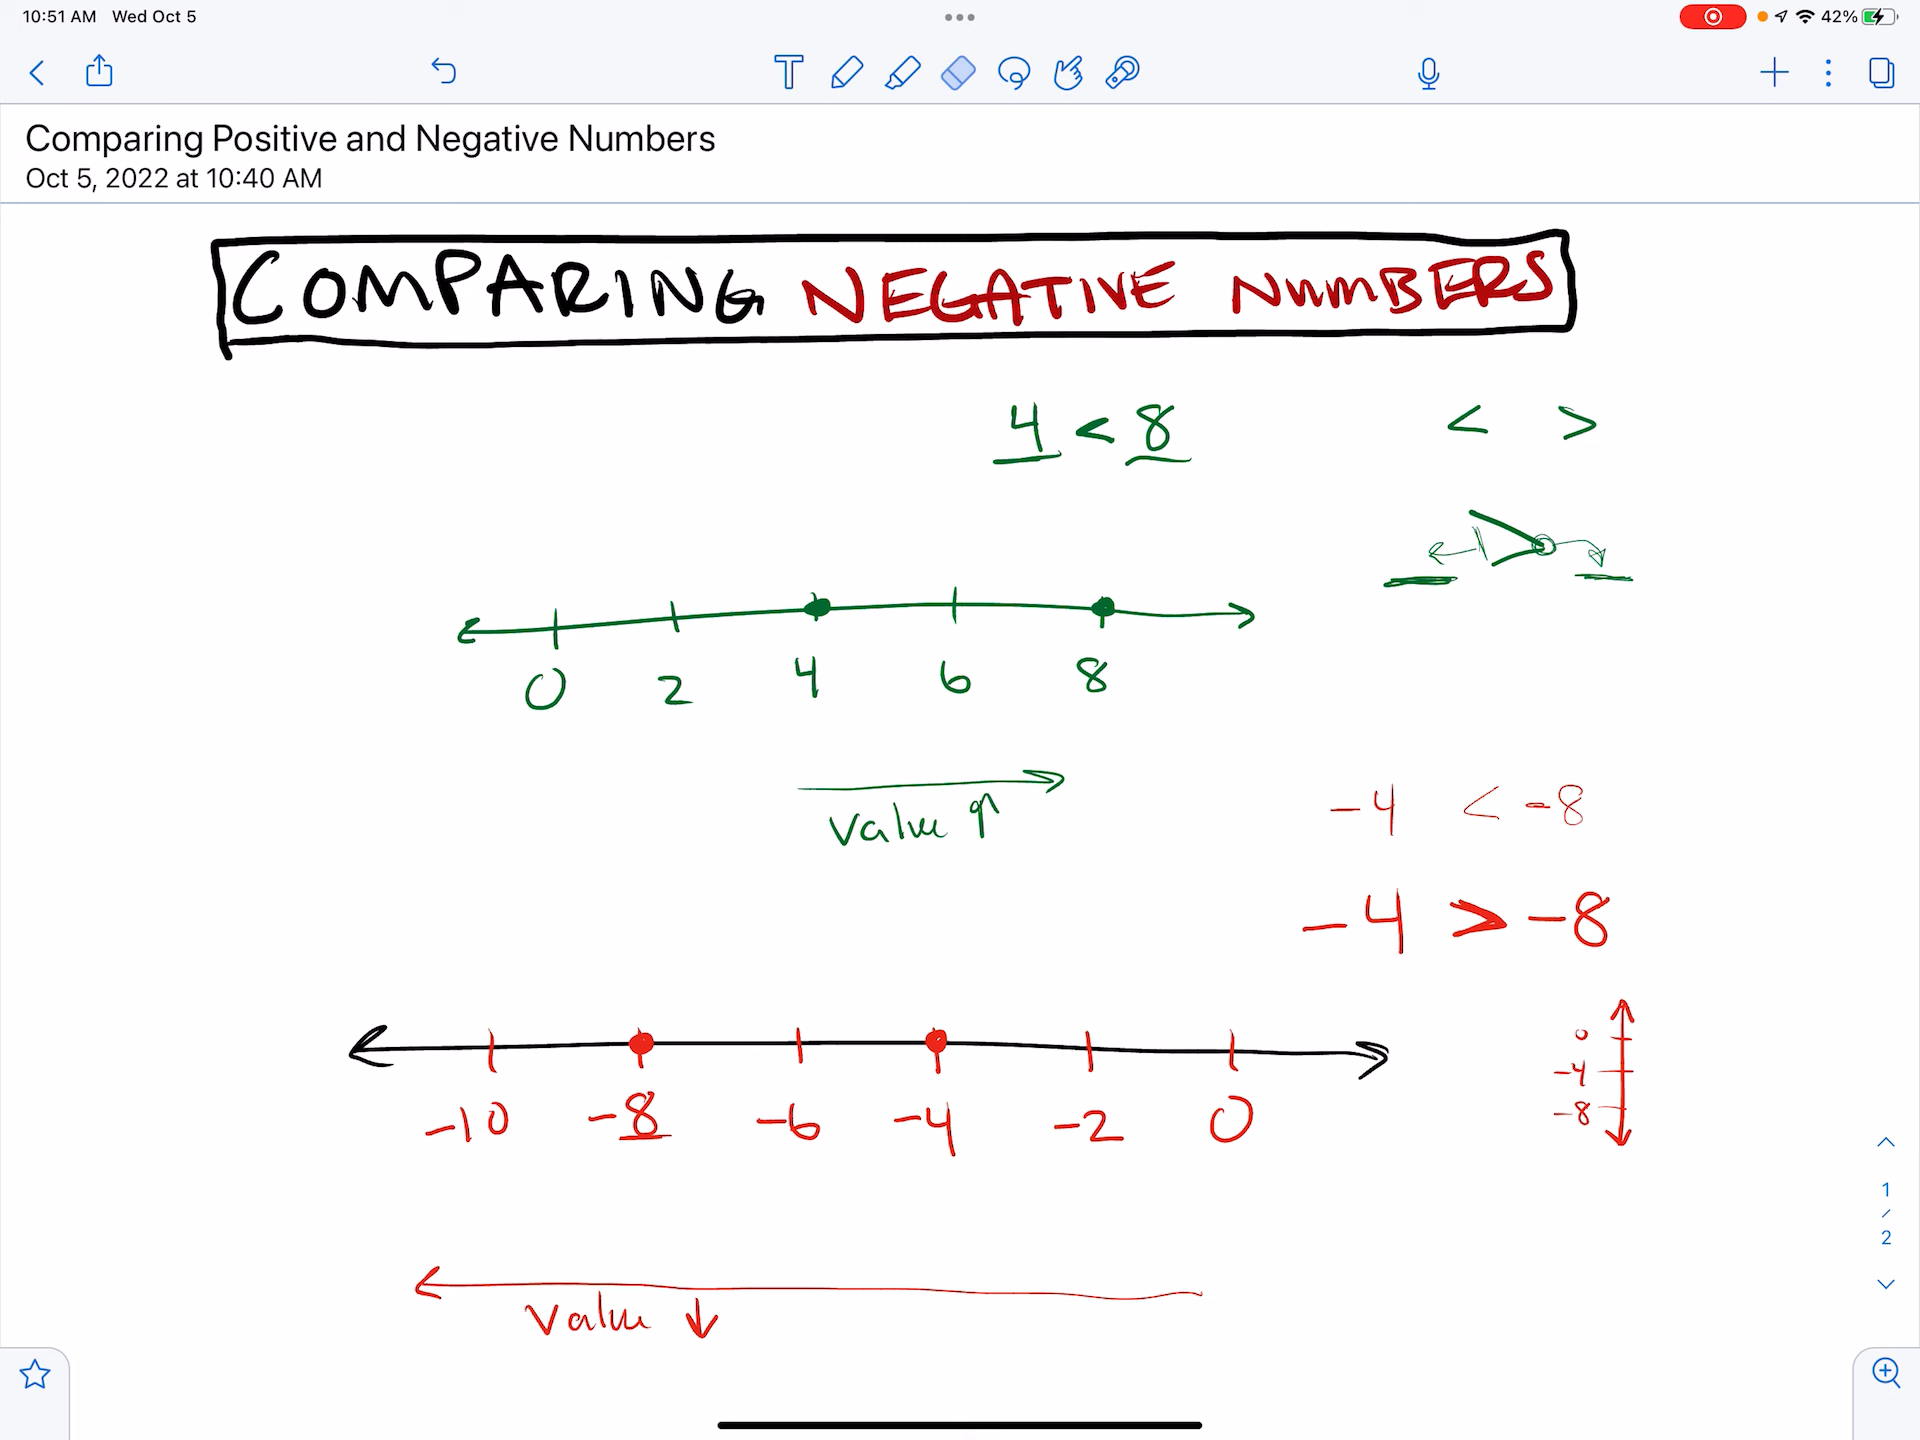 10:51 AM Wed Oct 5
42%
Comparing Positive and Negative Numbers
Oct 5, 2022 at 10:40 AM
COMPARING NEGATIVE NUMBERS
4 < 8
< >
0 2 4 6 8
Value ↑
-4 < -8
-4 > -8
0
-4
-8
-10 -8 -6 -4 -2 0
1
/
2
Value ↓